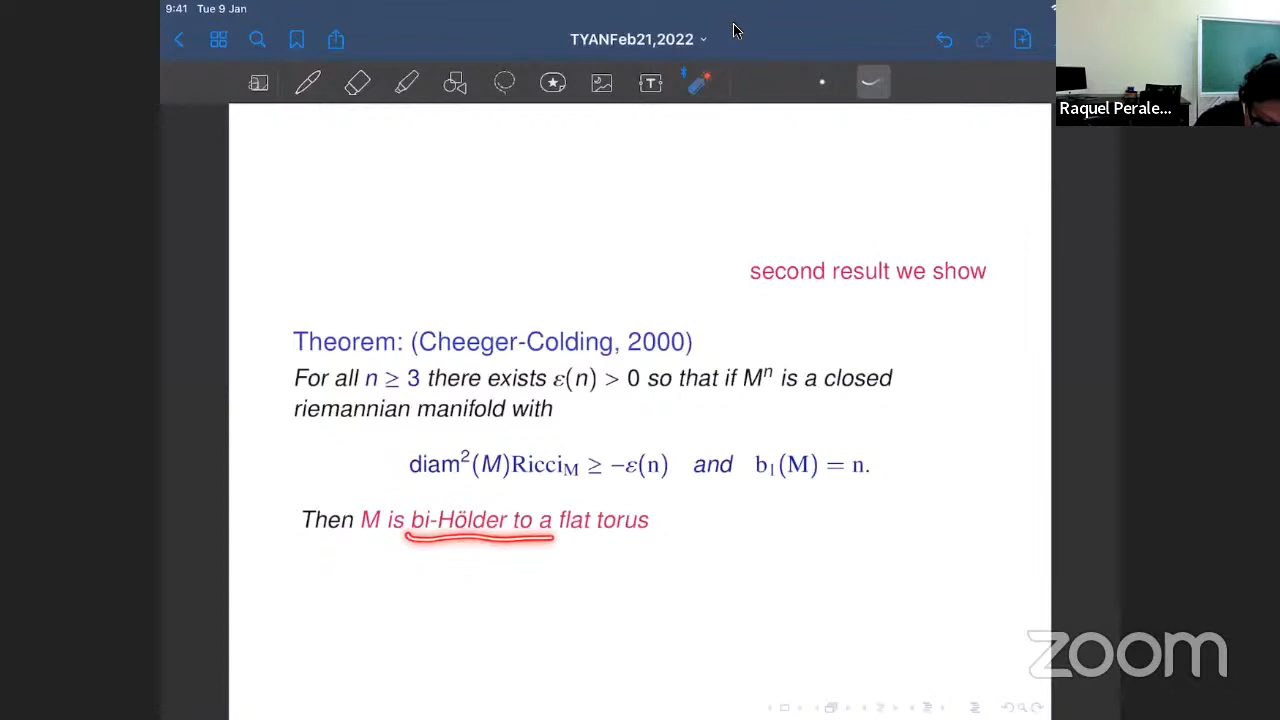 9:41 Tue 9 Jan
TYANFeb21,2022
T
Raquel Perale...
second result we show
Theorem: (Cheeger-Colding, 2000)
For all n ≥ 3 there exists ε(n) > 0 so that if Mⁿ is a closed
riemannian manifold with
diam²(M)Ricci_M ≥ −ε(n) and b₁(M) = n.
Then M is bi-Hölder to a flat torus
zoom